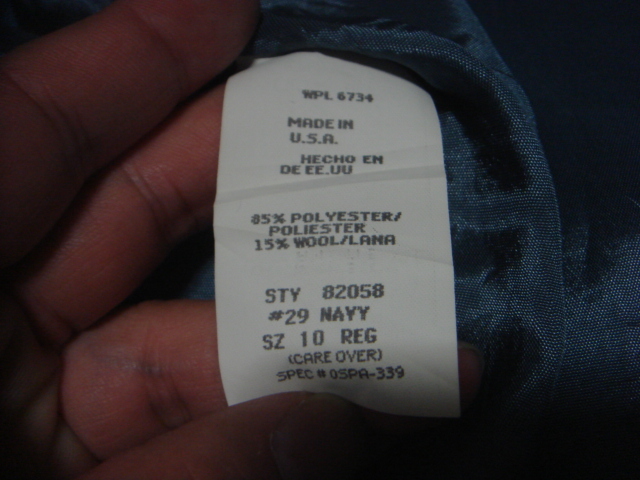 WPL 6734
MADE IN
U.S.A.
HECHO EN
DE EE.UU
85% POLYESTER/
POLIESTER
15% WOOL/LANA
STY 82058
#29 NAVY
SZ 10 REG
(CARE OVER)
SPEC # OSPA-339